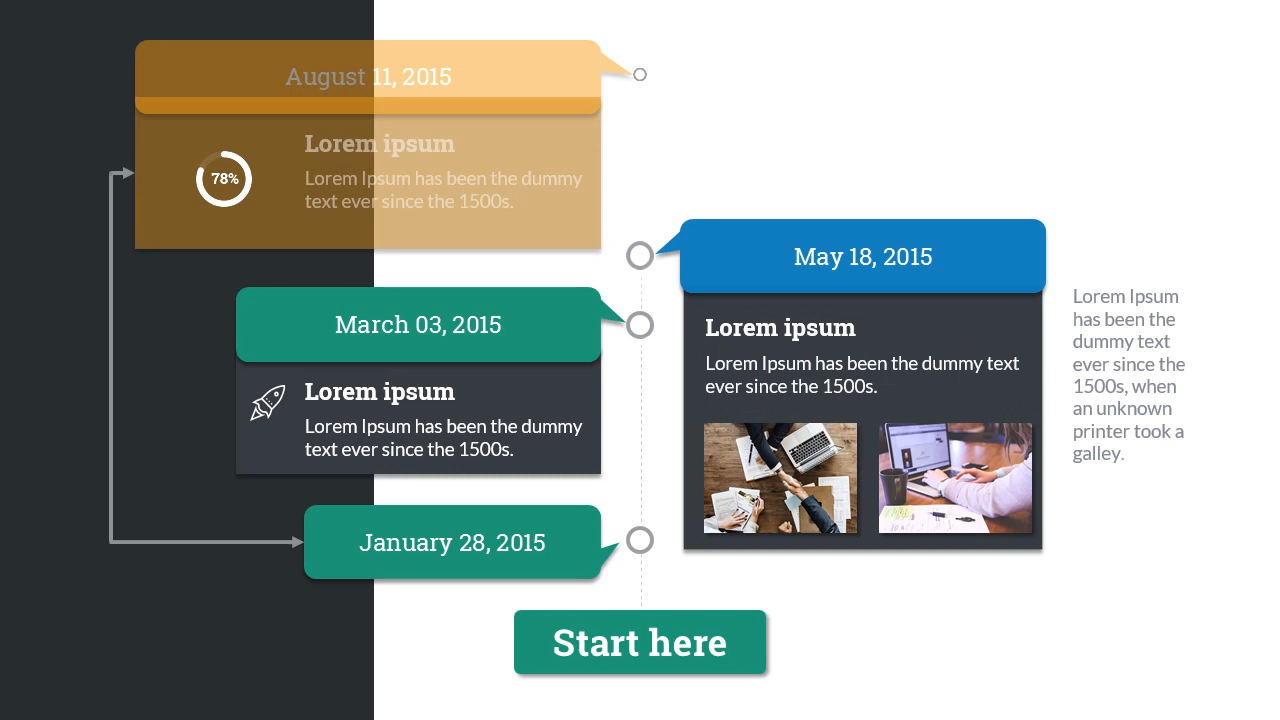 August 11, 2015
Lorem ipsum
Lorem Ipsum has been the dummy
text ever since the 1500s.
78%
May 18, 2015
Lorem ipsum
Lorem Ipsum has been the dummy text
ever since the 1500s.
Lorem Ipsum
has been the
dummy text
ever since the
1500s, when
an unknown
printer took a
galley.
March 03, 2015
Lorem ipsum
Lorem Ipsum has been the dummy
text ever since the 1500s.
January 28, 2015
Start here